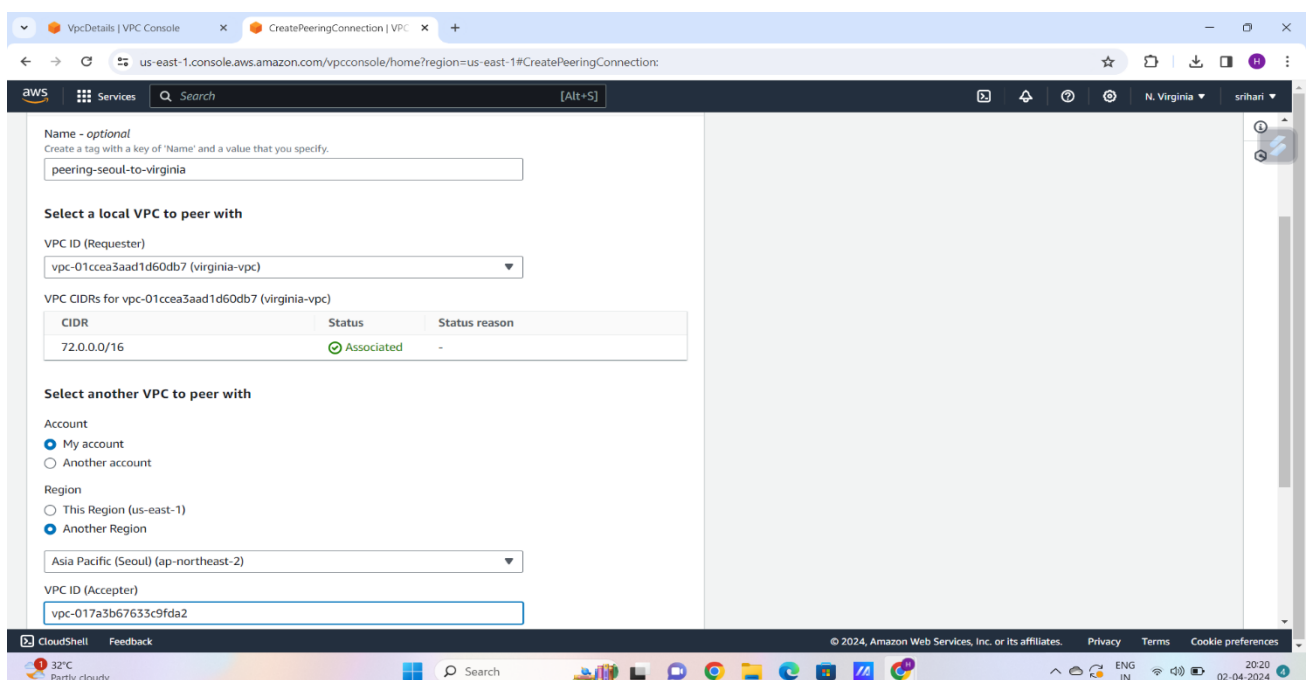 VpcDetails | VPC Console
CreatePeeringConnection | VPC
us-east-1.console.aws.amazon.com/vpcconsole/home?region=us-east-1#CreatePeeringConnection:
H
aws
Services
Search
[Alt+S]
N. Virginia
srihari
Name - optional
Create a tag with a key of 'Name' and a value that you specify.
peering-seoul-to-virginia
Select a local VPC to peer with
VPC ID (Requester)
vpc-01ccea3aad1d60db7 (virginia-vpc)
VPC CIDRs for vpc-01ccea3aad1d60db7 (virginia-vpc)
CIDR Status Status reason
72.0.0.0/16 Associated -
Select another VPC to peer with
Account
My account
Another account
Region
This Region (us-east-1)
Another Region
Asia Pacific (Seoul) (ap-northeast-2)
VPC ID (Accepter)
vpc-017a3b67633c9fda2
CloudShell Feedback © 2024, Amazon Web Services, Inc. or its affiliates. Privacy Terms Cookie preferences
1
32°C
Partly cloudy
Search
ENG
IN
20:20
02-04-2024
4